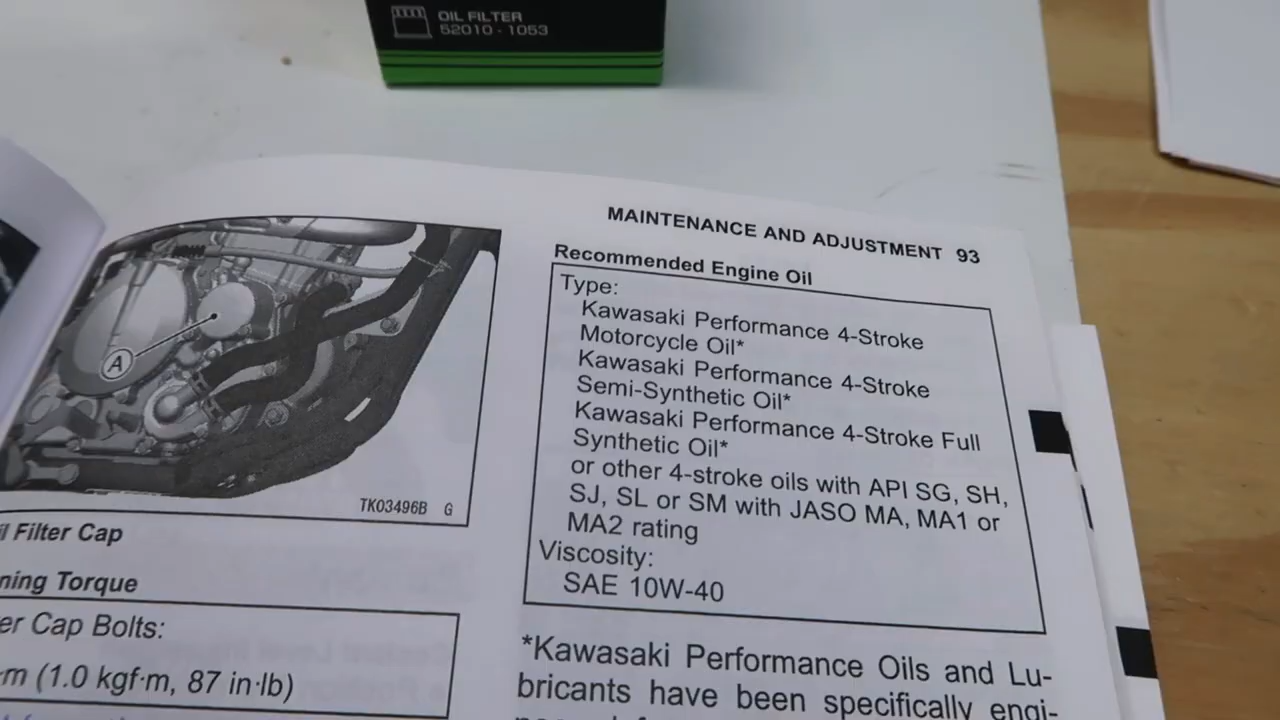 OIL FILTER
52010 - 1053
MAINTENANCE AND ADJUSTMENT 93
A
TK03496B G
Filter Cap
Torque
Cap Bolts:
(1.0 kgf·m, 87 in·lb)
Recommended Engine Oil
Type:
Kawasaki Performance 4-Stroke
Motorcycle Oil*
Kawasaki Performance 4-Stroke
Semi-Synthetic Oil*
Kawasaki Performance 4-Stroke Full
Synthetic Oil*
or other 4-stroke oils with API SG, SH,
SJ, SL or SM with JASO MA, MA1 or
MA2 rating
Viscosity:
SAE 10W-40
*Kawasaki Performance Oils and Lu-
bricants have been specifically engi-